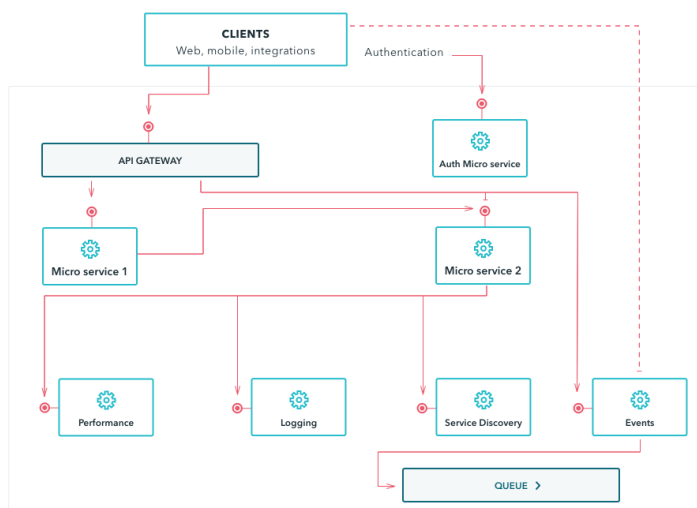 CLIENTS
Web, mobile, integrations
Authentication
API GATEWAY
Auth Micro service
Micro service 1
Micro service 2
Performance
Logging
Service Discovery
Events
QUEUE